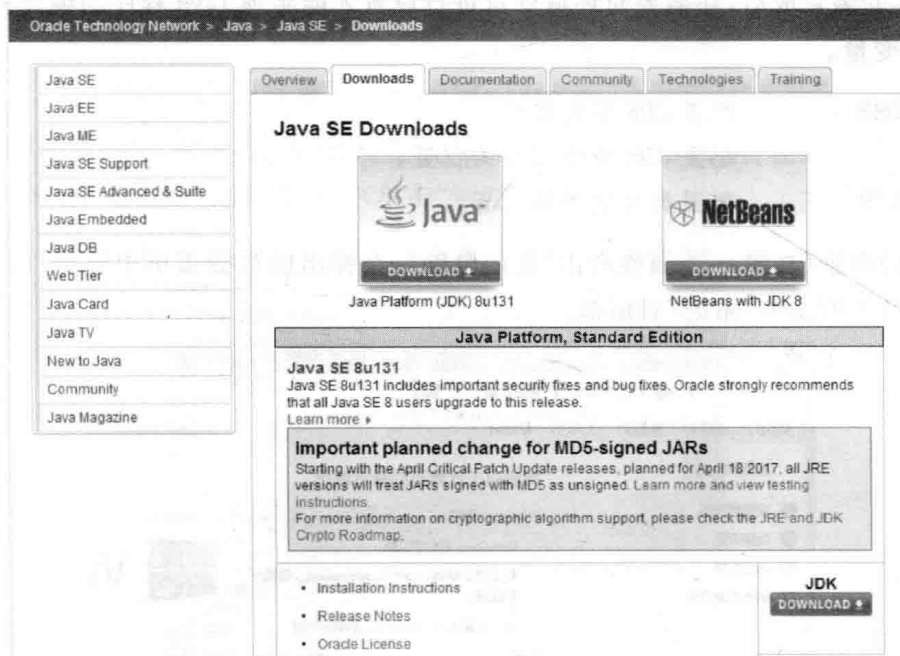 Oracle Technology Network > Java > Java SE > Downloads
Java SE
Java EE
Java ME
Java SE Support
Java SE Advanced & Suite
Java Embedded
Java DB
Web Tier
Java Card
Java TV
New to Java
Community
Java Magazine
Overview
Downloads
Documentation
Community
Technologies
Training
Java SE Downloads
Java
DOWNLOAD
Java Platform (JDK) 8u131
NetBeans
DOWNLOAD
NetBeans with JDK 8
Java Platform, Standard Edition
Java SE 8u131
Java SE 8u131 includes important security fixes and bug fixes. Oracle strongly recommends
that all Java SE 8 users upgrade to this release.
Learn more
Important planned change for MD5-signed JARs
Starting with the April Critical Patch Update releases, planned for April 18 2017, all JRE
versions will treat JARs signed with MD5 as unsigned. Learn more and view testing
instructions.
For more information on cryptographic algorithm support, please check the JRE and JDK
Crypto Roadmap.
• Installation Instructions
• Release Notes
• Oracle License
JDK
DOWNLOAD